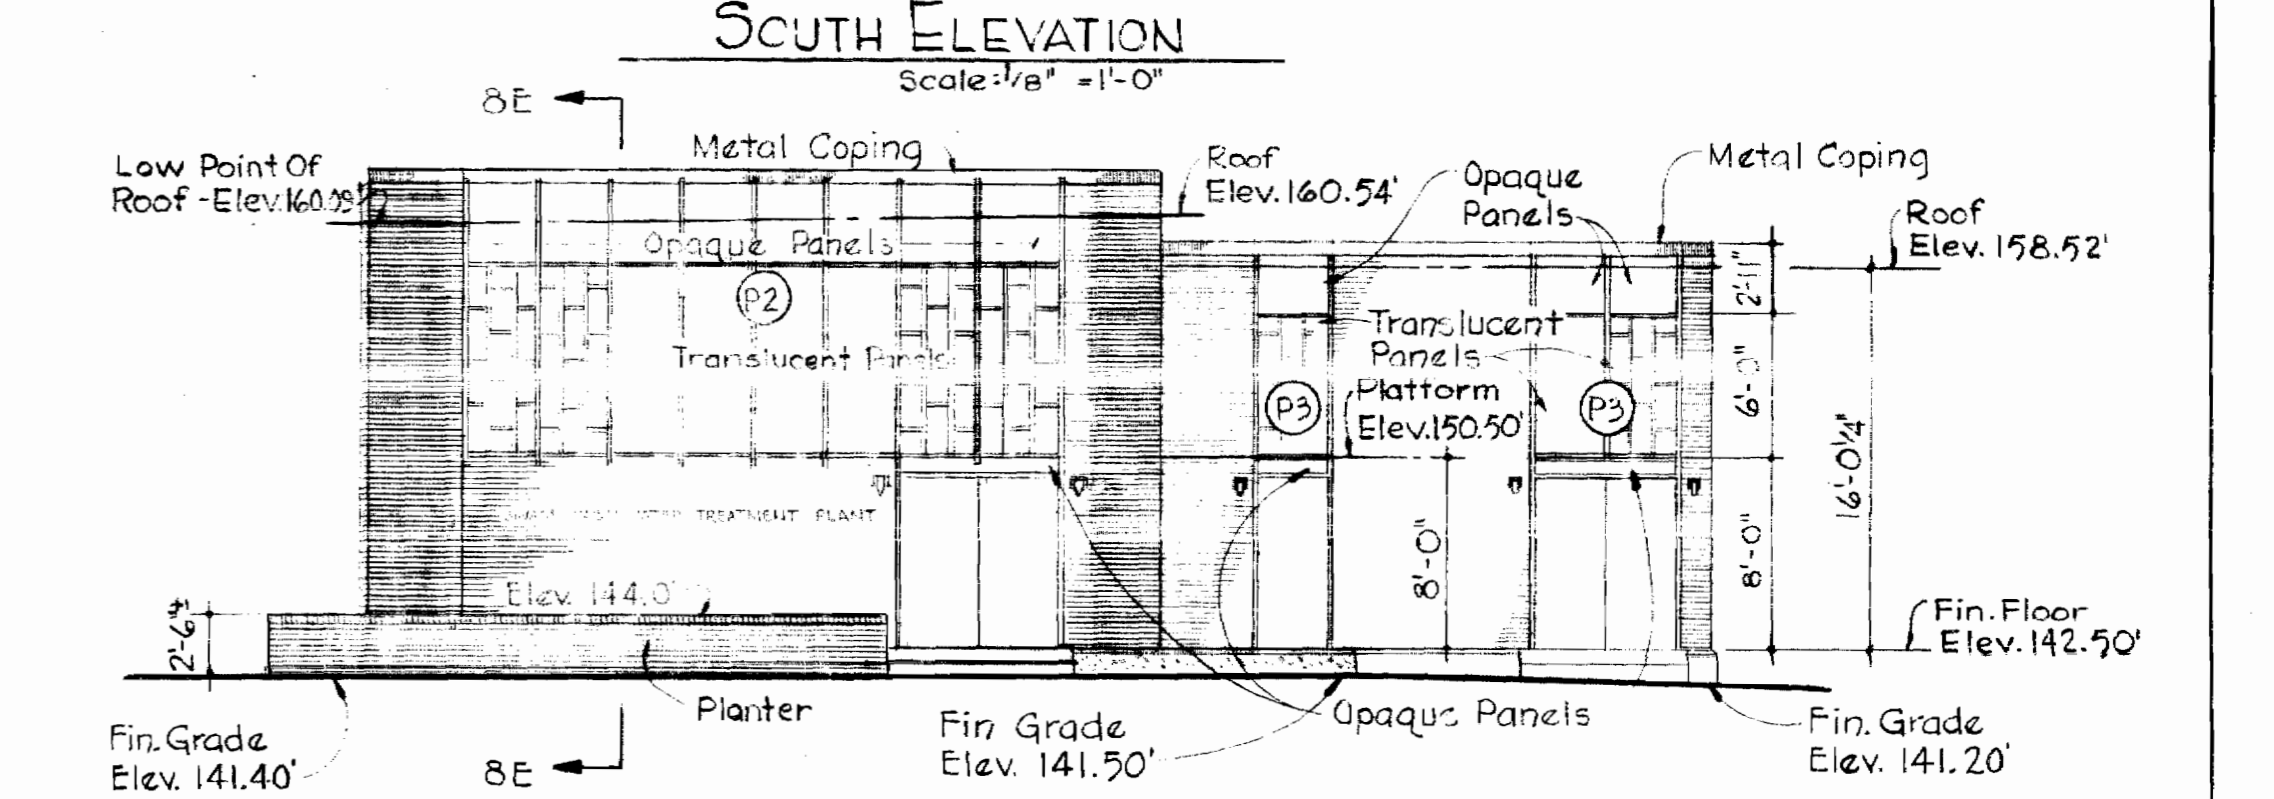 SOUTH ELEVATION
Scale: 1/8" = 1'-0"
8E
Metal Coping
Low Point Of
Roof - Elev. 160.09'
Roof
Elev. 160.54'
Opaque
Panels
Metal Coping
Roof
Elev. 158.52'
Opaque Panels
P2
2'-11"
Translucent Panels
Translucent
Panels
Platform
Elev. 150.50'
P3
P3
6'-0"
16'-0 1/4"
TREATMENT PLANT
8'-0"
8'-0"
Elev. 144.0'
2'-6"±
Fin. Floor
Elev. 142.50'
Planter
Fin. Grade
Elev. 141.40'
8E
Fin Grade
Elev. 141.50'
Opaque Panels
Fin. Grade
Elev. 141.20'